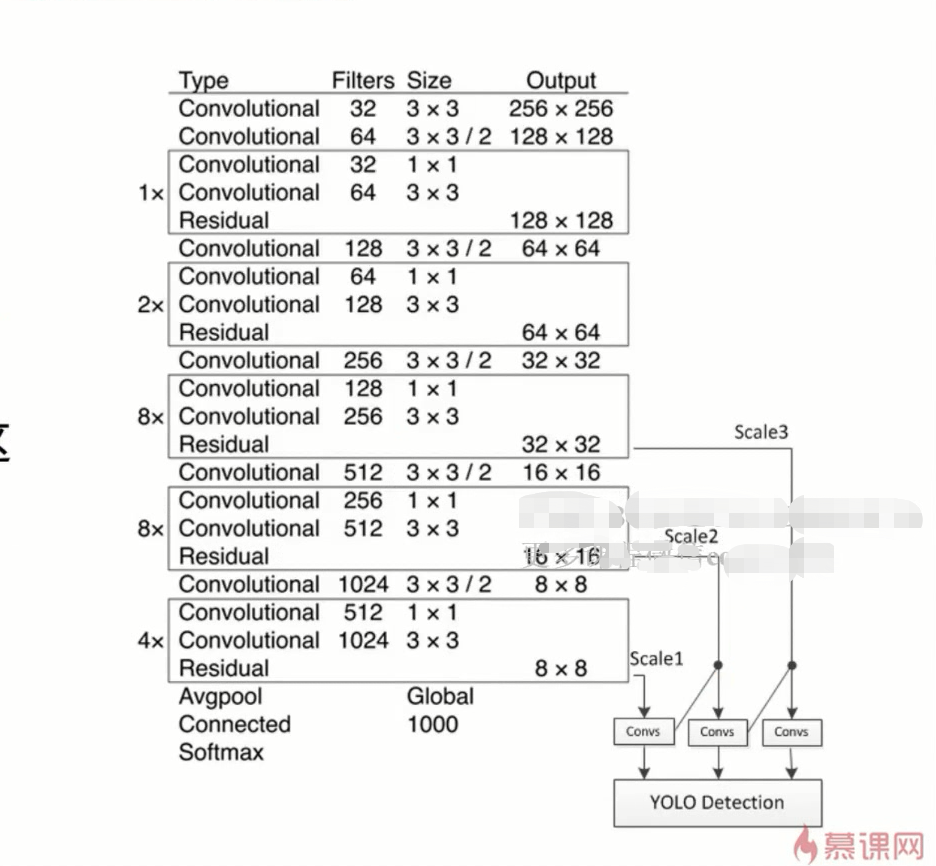 Type Filters Size Output
Convolutional 32 3 × 3 256 × 256
Convolutional 64 3 × 3 / 2 128 × 128
Convolutional 32 1 × 1
1× Convolutional 64 3 × 3
Residual 128 × 128
Convolutional 128 3 × 3 / 2 64 × 64
Convolutional 64 1 × 1
2× Convolutional 128 3 × 3
Residual 64 × 64
Convolutional 256 3 × 3 / 2 32 × 32
Convolutional 128 1 × 1
8× Convolutional 256 3 × 3
Scale3
Residual 32 × 32
Convolutional 512 3 × 3 / 2 16 × 16
Convolutional 256 1 × 1
8× Convolutional 512 3 × 3
Scale2
Residual 16 × 16
Convolutional 1024 3 × 3 / 2 8 × 8
Convolutional 512 1 × 1
4× Convolutional 1024 3 × 3
Scale1
Residual 8 × 8
Avgpool Global
Connected 1000
Softmax
Convs Convs Convs
YOLO Detection
慕课网